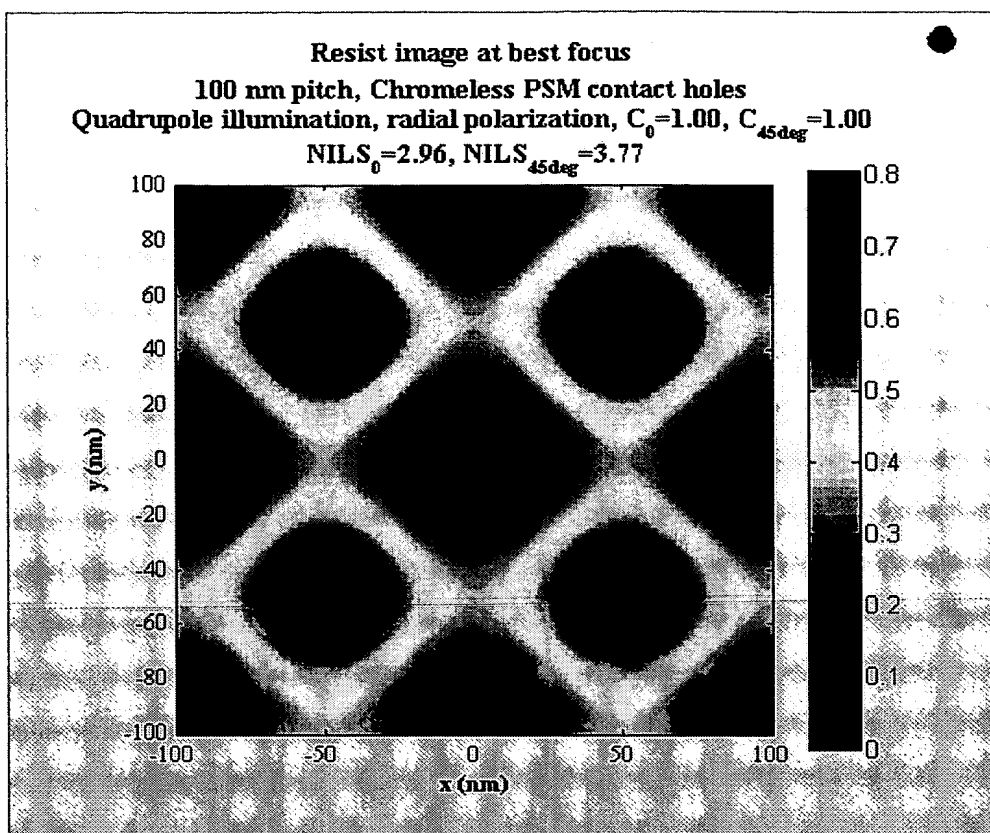 Resist image at best focus
100 nm pitch, Chromeless PSM contact holes
Quadrupole illumination, radial polarization, C0=1.00, C45deg=1.00
NILS0=2.96, NILS45deg=3.77
100
80
60
40
20
0
-20
-40
-60
-80
-100
y (nm)
-100 -50 0 50 100
x (nm)
0.8
0.7
0.6
0.5
0.4
0.3
0.2
0.1
0